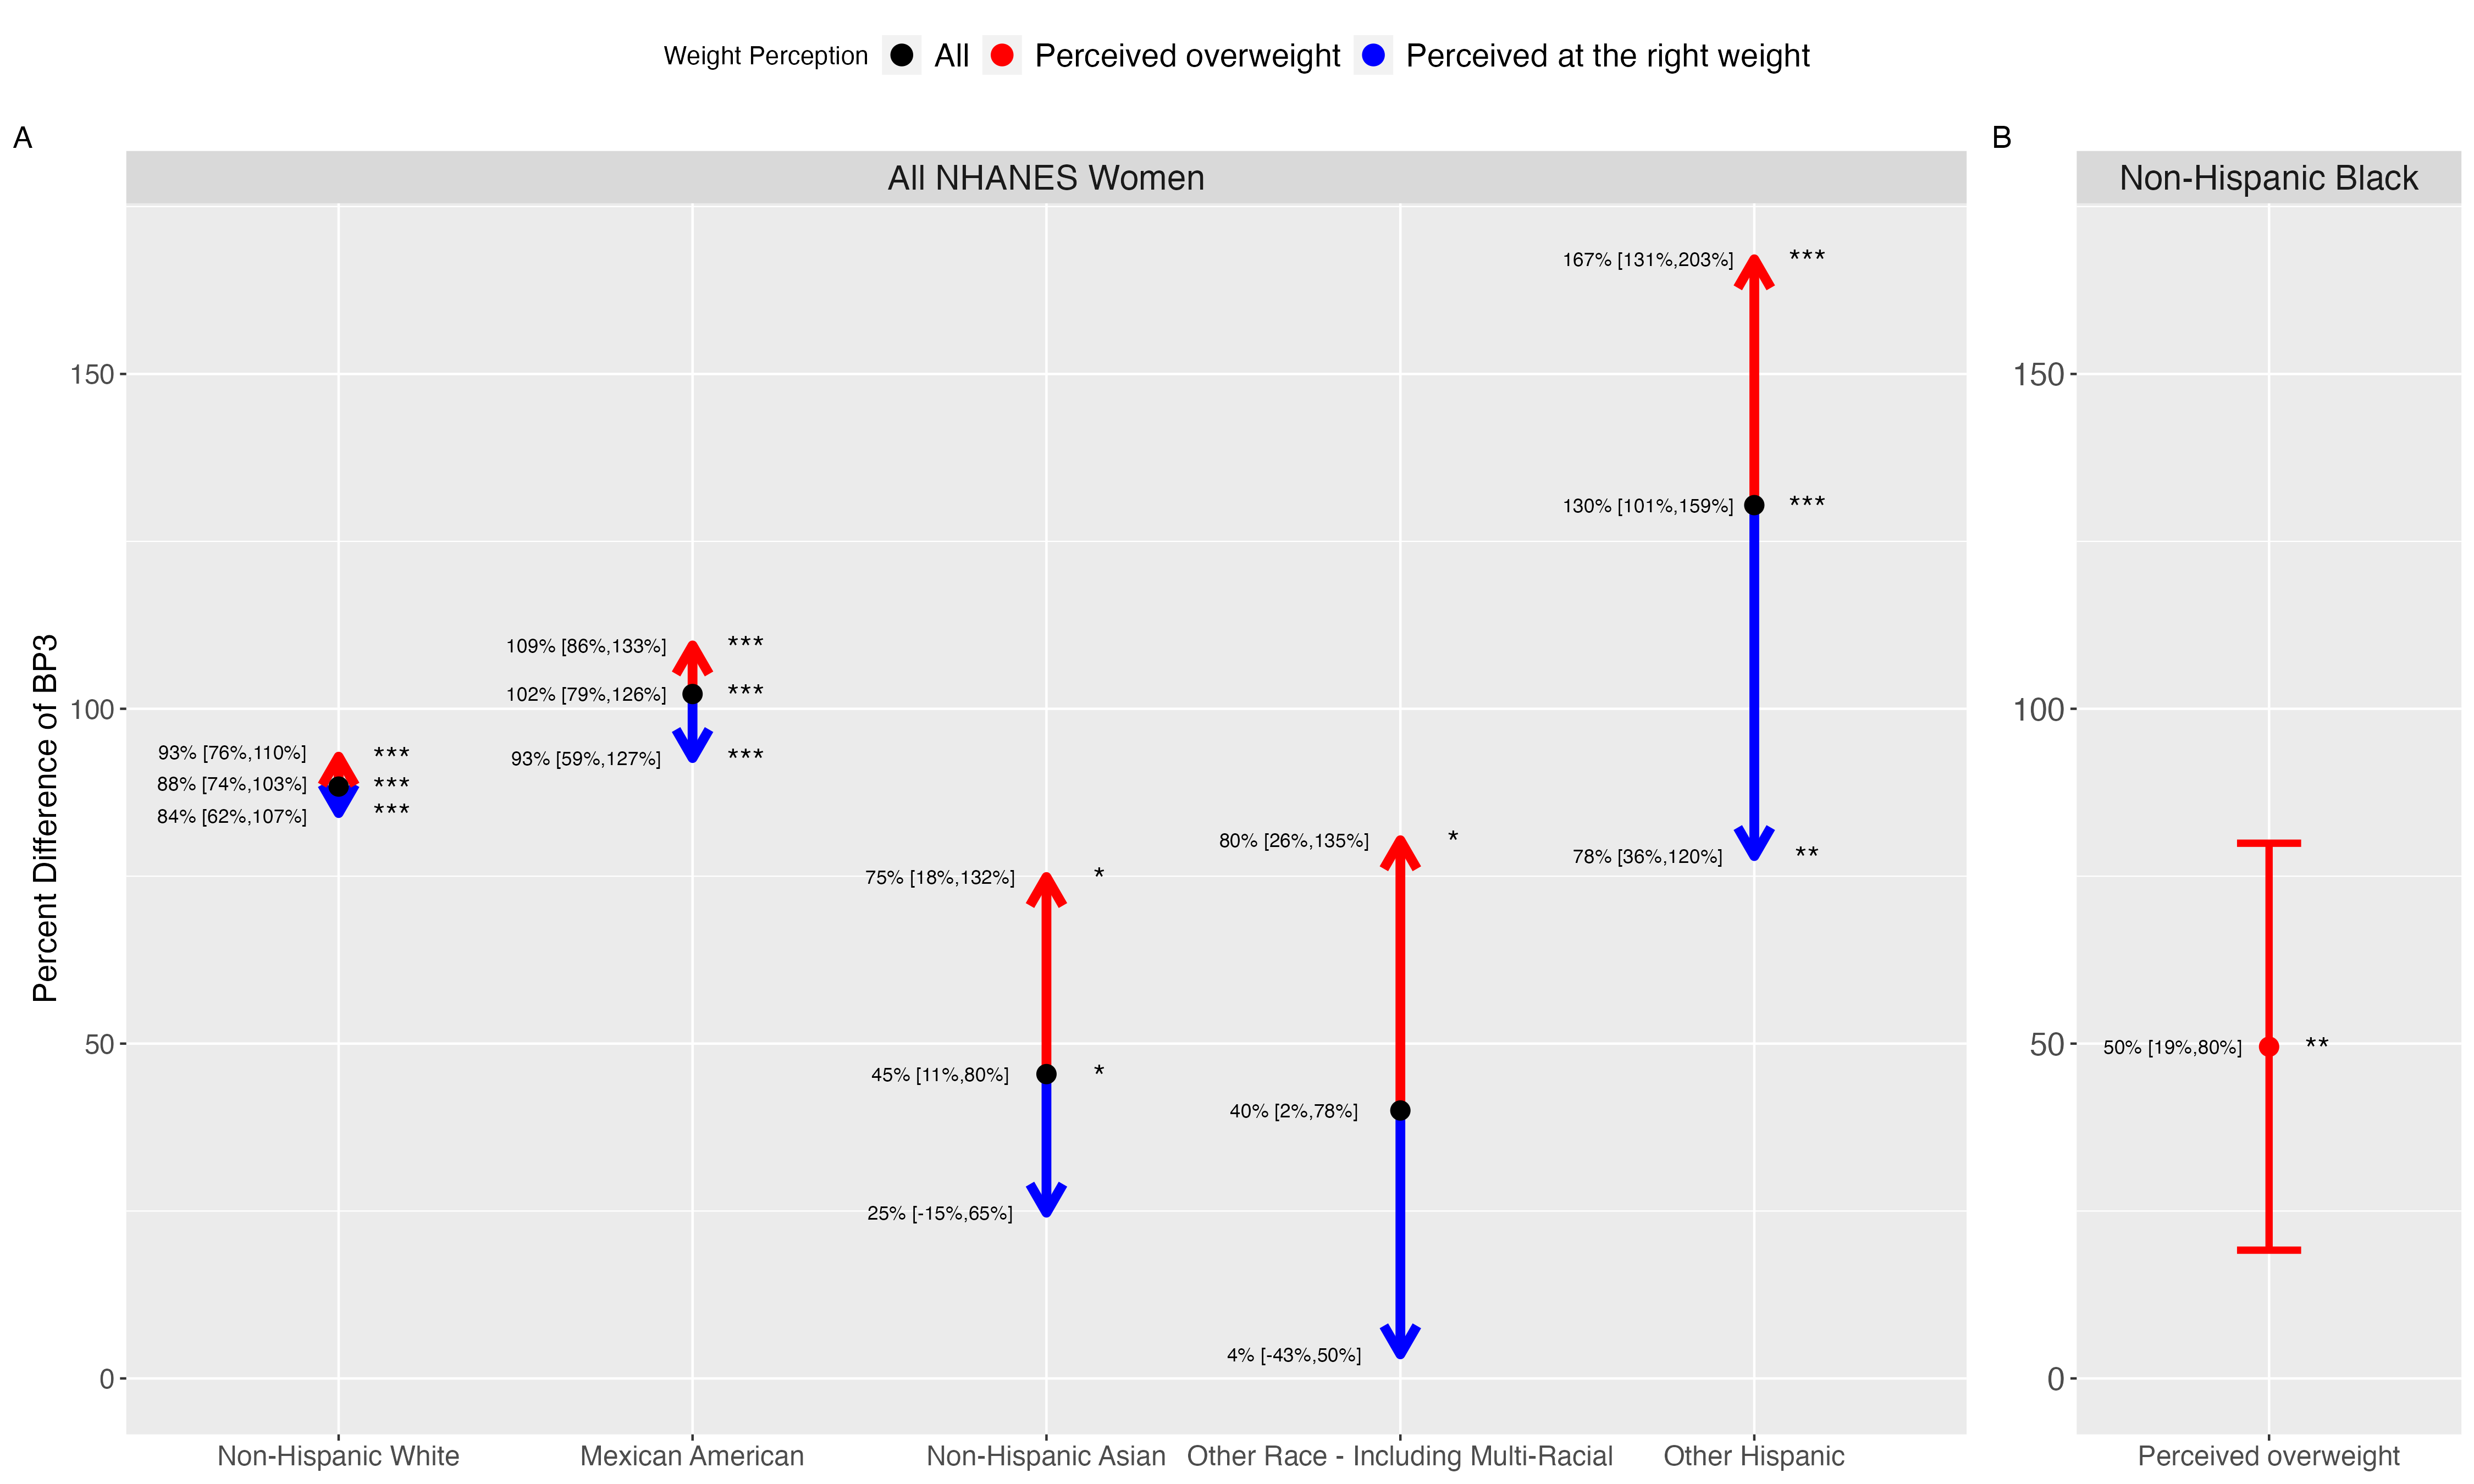 Weight Perception All Perceived overweight Perceived at the right weight
A
B
All NHANES Women
Non-Hispanic Black
Percent Difference of BP3
150
100
50
0
93% [76%,110%] ***
88% [74%,103%] ***
84% [62%,107%] ***
109% [86%,133%] ***
102% [79%,126%] ***
93% [59%,127%] ***
75% [18%,132%] *
45% [11%,80%] *
25% [-15%,65%]
80% [26%,135%] *
40% [2%,78%]
4% [-43%,50%]
167% [131%,203%] ***
130% [101%,159%] ***
78% [36%,120%] **
Non-Hispanic White
Mexican American
Non-Hispanic Asian
Other Race - Including Multi-Racial
Other Hispanic
150
100
50
0
50% [19%,80%] **
Perceived overweight